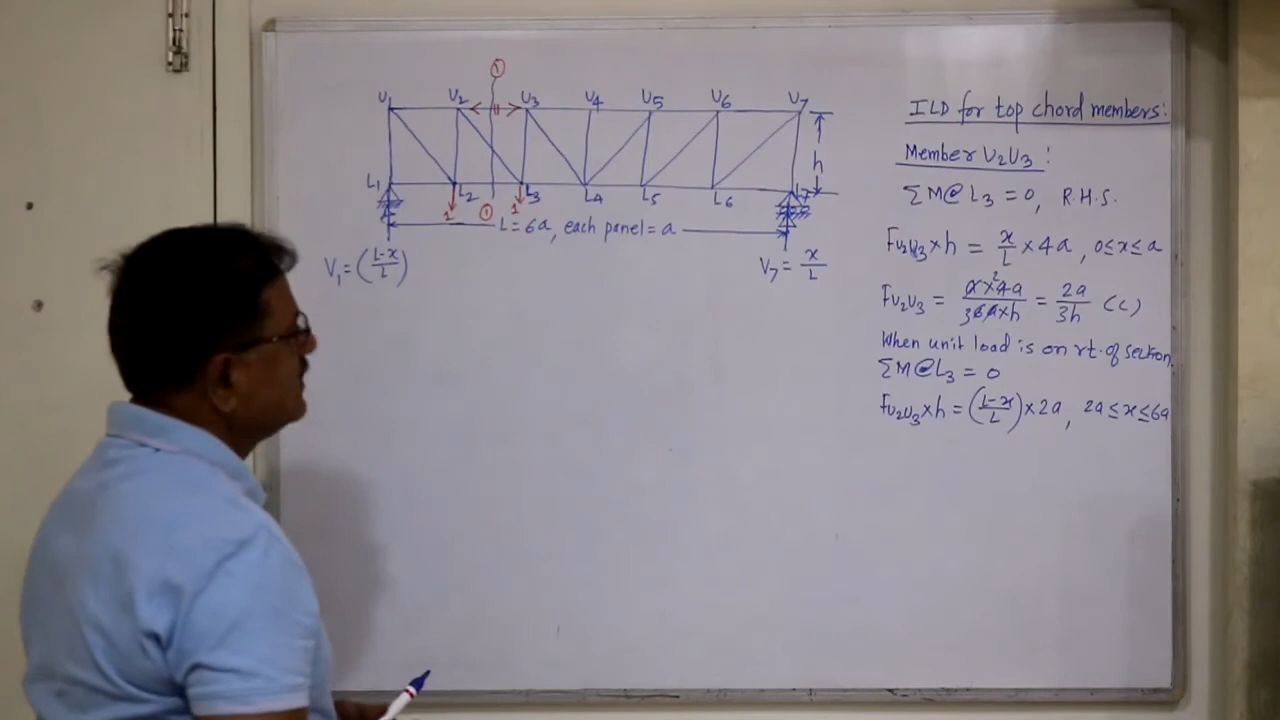 1
U1 U2 U3 U4 U5 U6 U7
h
L1 L2 L3 L4 L5 L6 L7
1 1 1
L=6a, each panel=a
V1=(L-x/L)
V7=x/L
ILD for top chord members:
Member U2U3:
ΣM@L3=0, R.H.S.
FU2U3×h = x/L×4a, 0≤x≤a
FU2U3 = a×4a/6a×h = 2a/3h (C)
When unit load is on rt. of section.
ΣM@L3=0
FU2U3×h=(L-x/L)×2a, 2a≤x≤6a